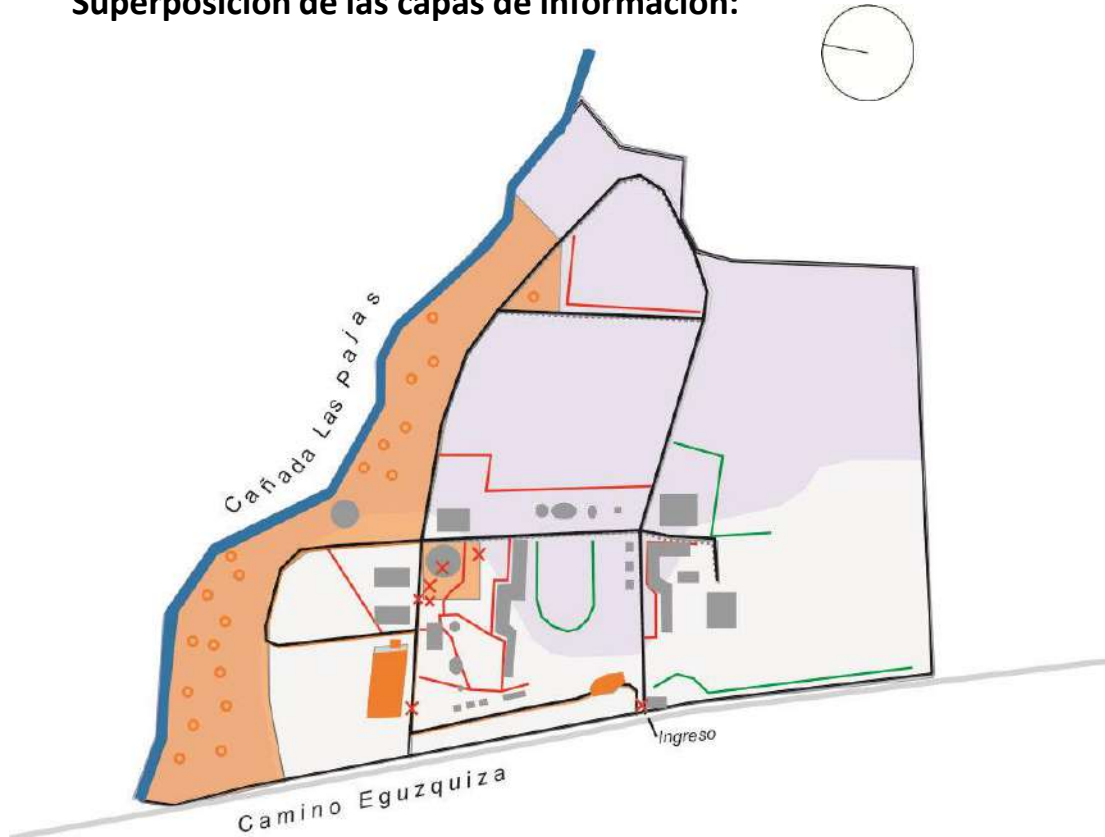 Superposición de las capas de información:
Cañada Las Pajas
Ingreso
Camino Eguzquiza